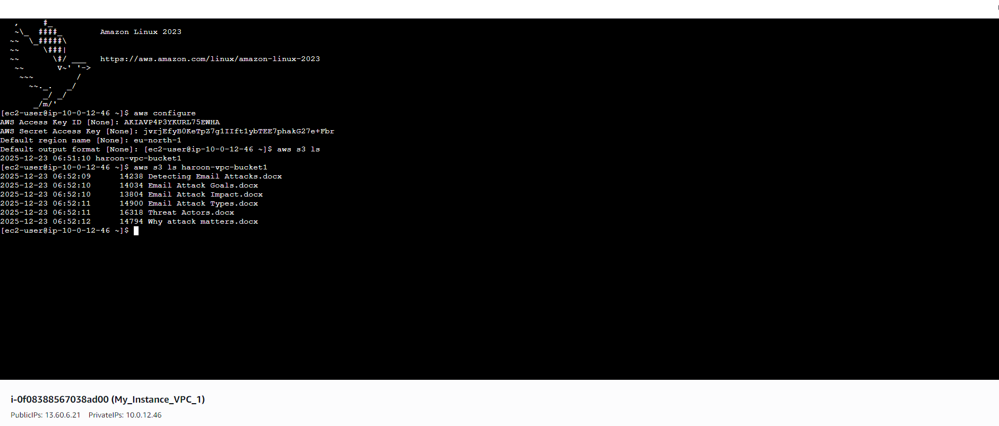 ,     #_
   ~\_  ####_        Amazon Linux 2023
  ~~  \_#####\
  ~~     \###|
  ~~       \#/ ___   https://aws.amazon.com/linux/amazon-linux-2023
   ~~       V~' '->
    ~~~         /
      ~~._.   _/
         _/ _/
       _/m/'
[ec2-user@ip-10-0-12-46 ~]$ aws configure
AWS Access Key ID [None]: AKIAVP4P3YKURL75EWHA
AWS Secret Access Key [None]: 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
Default region name [None]: eu-north-1
Default output format [None]: [ec2-user@ip-10-0-12-46 ~]$ aws s3 ls
2025-12-23 06:51:10 haroon-vpc-bucket1
[ec2-user@ip-10-0-12-46 ~]$ aws s3 ls haroon-vpc-bucket1
2025-12-23 06:52:09      14238 Detecting Email Attacks.docx
2025-12-23 06:52:10      14034 Email Attack Goals.docx
2025-12-23 06:52:10      13804 Email Attack Impact.docx
2025-12-23 06:52:11      14900 Email Attack Types.docx
2025-12-23 06:52:11      16318 Threat Actors.docx
2025-12-23 06:52:12      14794 Why attack matters.docx
[ec2-user@ip-10-0-12-46 ~]$
i-0f08388567038ad00 (My_Instance_VPC_1)
PublicIPs: 13.60.6.21 PrivateIPs: 10.0.12.46